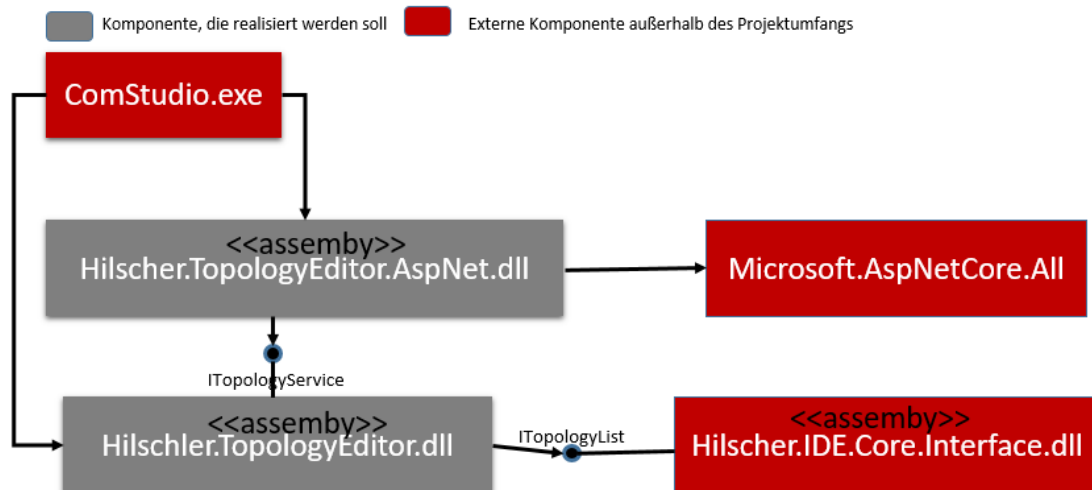 Komponente, die realisiert werden soll
Externe Komponente außerhalb des Projektumfangs
ComStudio.exe
<<assemby>>
Hilscher.TopologyEditor.AspNet.dll
Microsoft.AspNetCore.All
ITopologyService
<<assemby>>
Hilschler.TopologyEditor.dll
ITopologyList
<<assemby>>
Hilscher.IDE.Core.Interface.dll